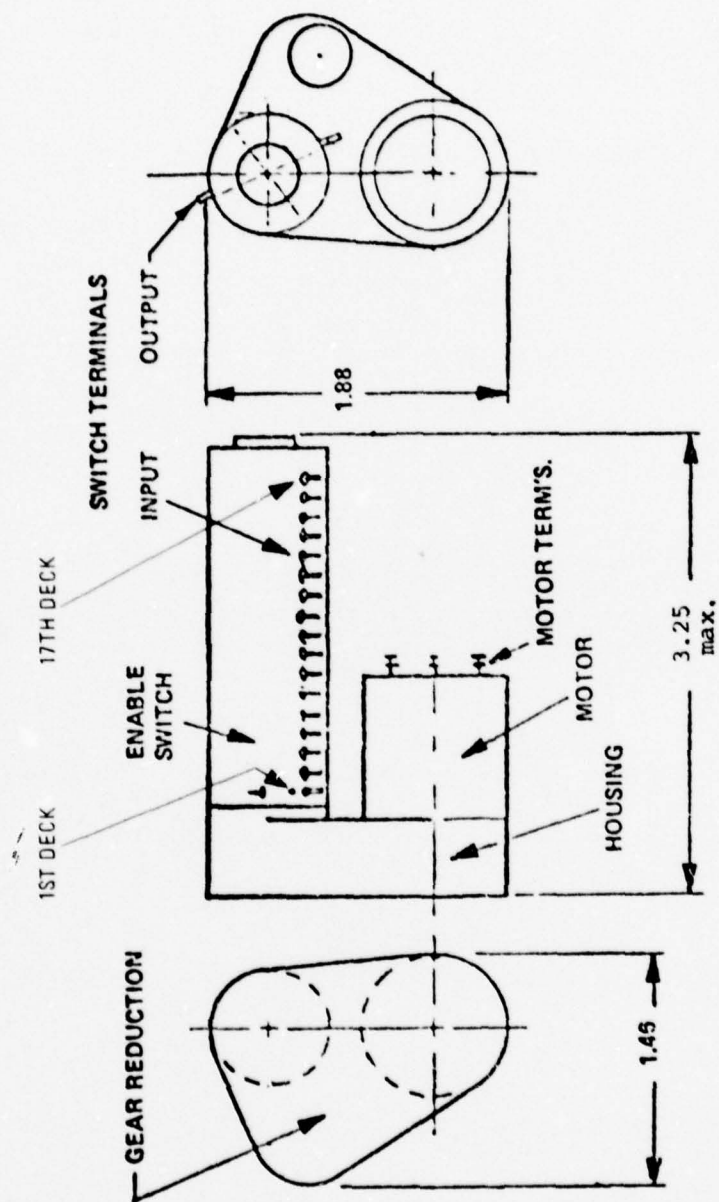 GEAR REDUCTION
1ST DECK
ENABLE
SWITCH
17TH DECK
INPUT
SWITCH TERMINALS
OUTPUT
1.88
MOTOR TERM'S.
MOTOR
HOUSING
3.25
max.
1.46